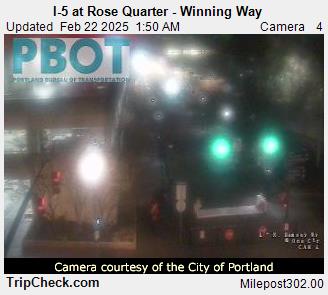 I-5 at Rose Quarter - Winning Way
Updated Feb 22 2025 1:50 AM Camera 4
PBOT
PORTLAND BUREAU OF TRANSPORTATION
Camera courtesy of the City of Portland
TripCheck.com Milepost302.00